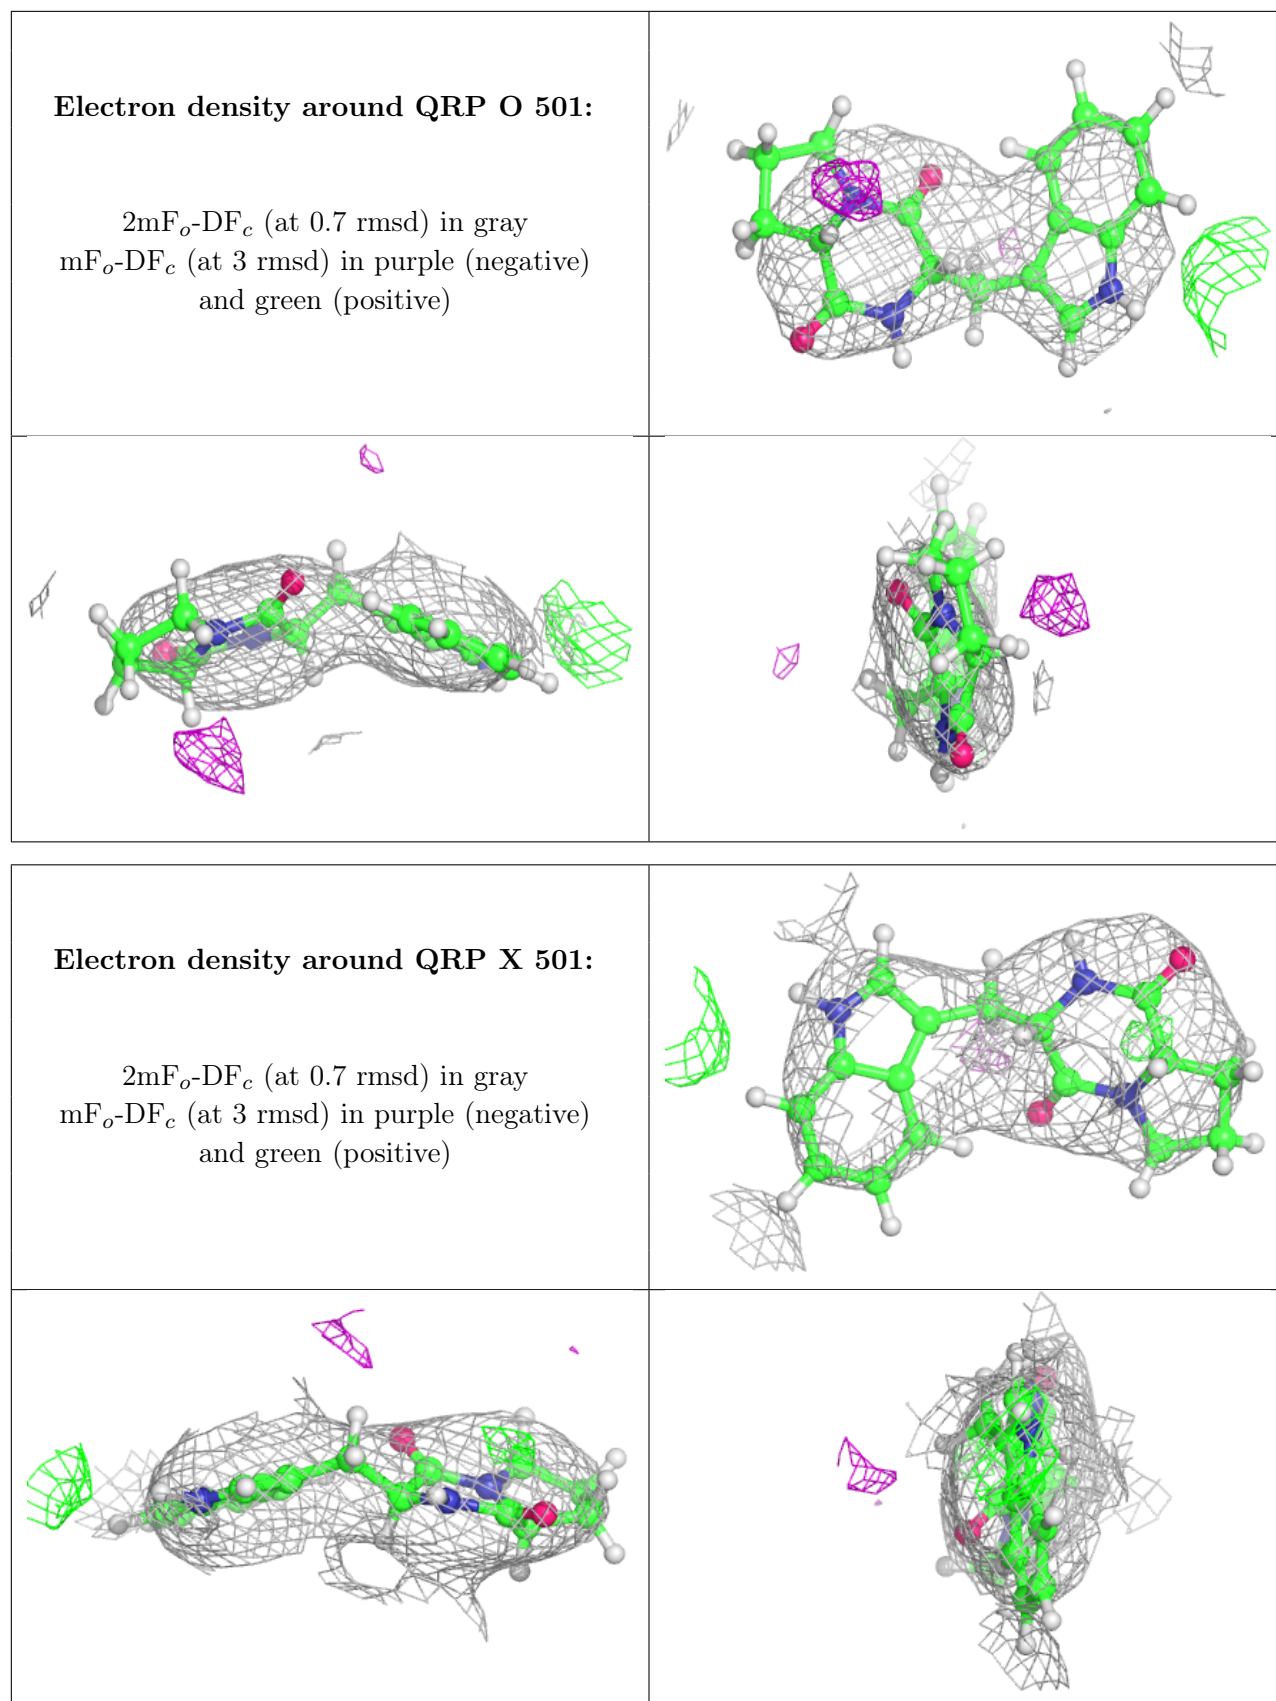 Electron density around QRP O 501:
2mFo-DFc (at 0.7 rmsd) in gray
mFo-DFc (at 3 rmsd) in purple (negative)
and green (positive)
Electron density around QRP X 501:
2mFo-DFc (at 0.7 rmsd) in gray
mFo-DFc (at 3 rmsd) in purple (negative)
and green (positive)